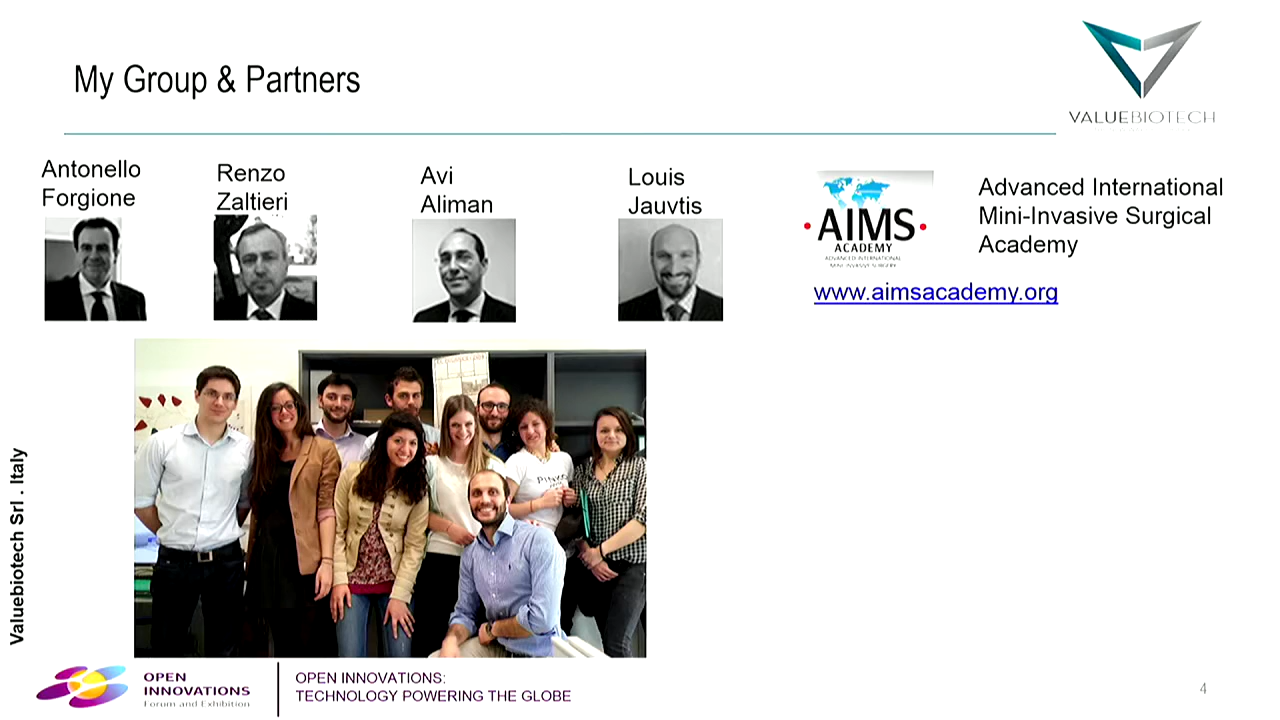 My Group & Partners
VALUEBIOTECH
Antonello
Forgione
Renzo
Zaltieri
Avi
Aliman
Louis
Jauvtis
AIMS
ACADEMY
ADVANCED INTERNATIONAL
MINI-INVASIVE SURGERY
Advanced International
Mini-Invasive Surgical
Academy
www.aimsacademy.org
Valuebiotech Srl . Italy
OPEN
INNOVATIONS
Forum and Exhibition
OPEN INNOVATIONS:
TECHNOLOGY POWERING THE GLOBE
4